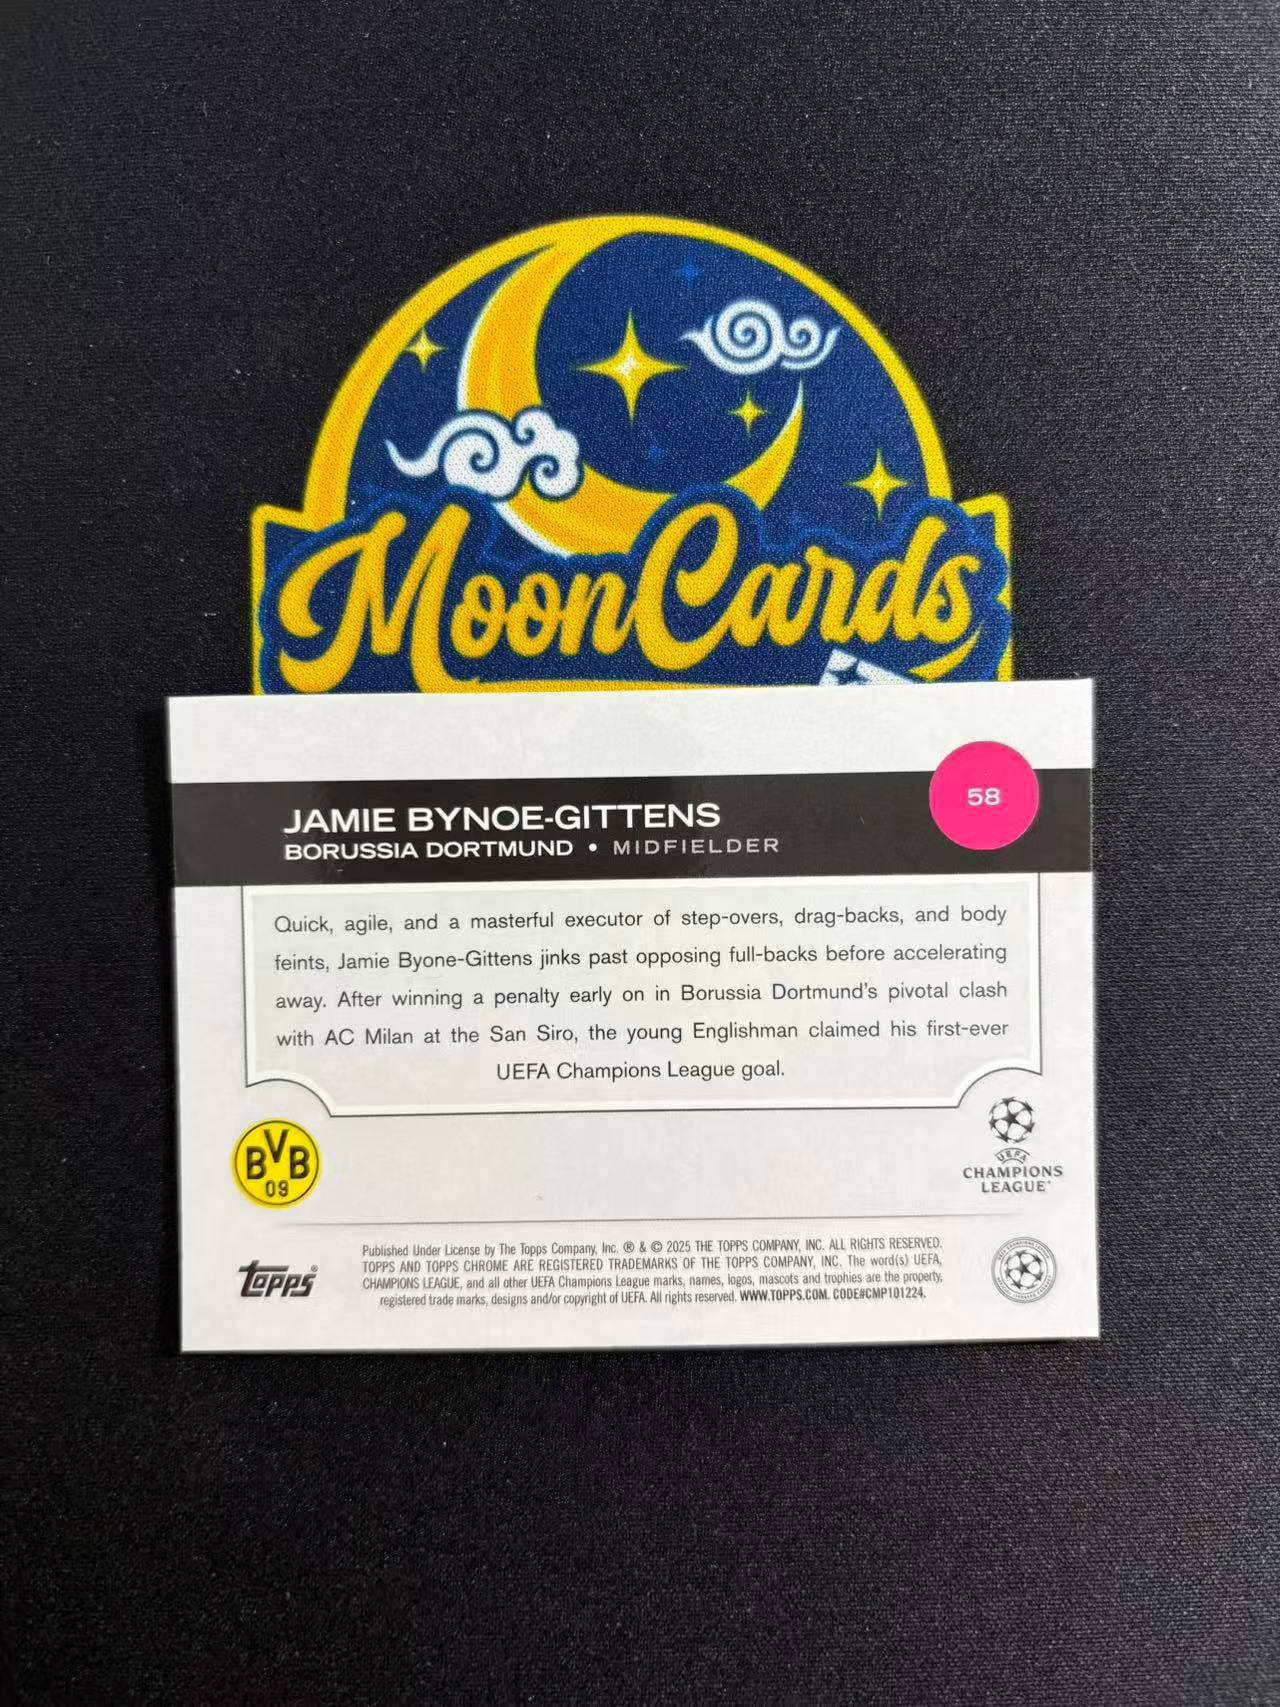 MoonCards
58
JAMIE BYNOE-GITTENS
BORUSSIA DORTMUND • MIDFIELDER
Quick, agile, and a masterful executor of step-overs, drag-backs, and body
feints, Jamie Byone-Gittens jinks past opposing full-backs before accelerating
away. After winning a penalty early on in Borussia Dortmund's pivotal clash
with AC Milan at the San Siro, the young Englishman claimed his first-ever
UEFA Champions League goal.
BVB
09
UEFA
CHAMPIONS
LEAGUE®
topps®
Published Under License by The Topps Company, Inc. ® & © 2025 THE TOPPS COMPANY, INC. ALL RIGHTS RESERVED.
TOPPS AND TOPPS CHROME ARE REGISTERED TRADEMARKS OF THE TOPPS COMPANY, INC. The word(s) UEFA,
CHAMPIONS LEAGUE, and all other UEFA Champions League marks, names, logos, mascots and trophies are the property,
registered trade marks, designs and/or copyright of UEFA. All rights reserved. WWW.TOPPS.COM. CODE#CMP101224.